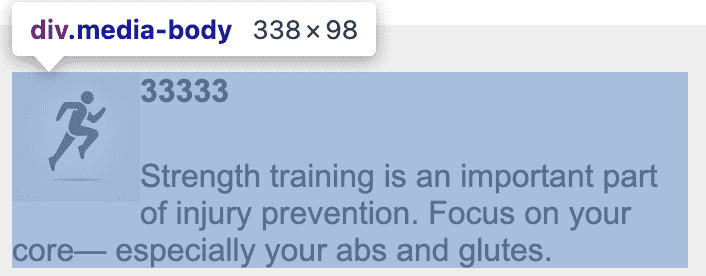 div.media-body 338 × 98
33333
Strength training is an important part
of injury prevention. Focus on your
core— especially your abs and glutes.